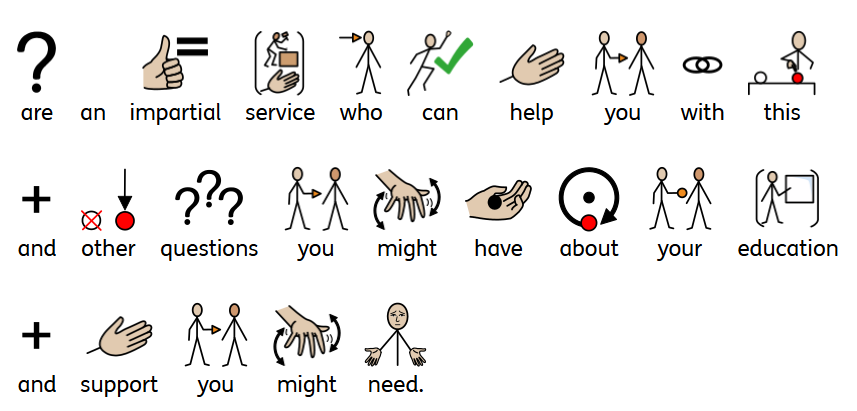 are an impartial service who can help you with this
and other questions you might have about your education
and support you might need.